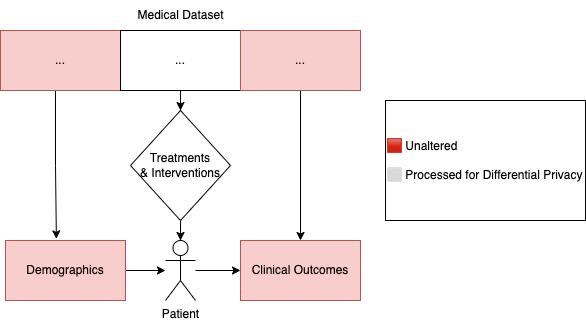 Medical Dataset
...
...
...
Treatments
& Interventions
Unaltered
Processed for Differential Privacy
Demographics
Clinical Outcomes
Patient